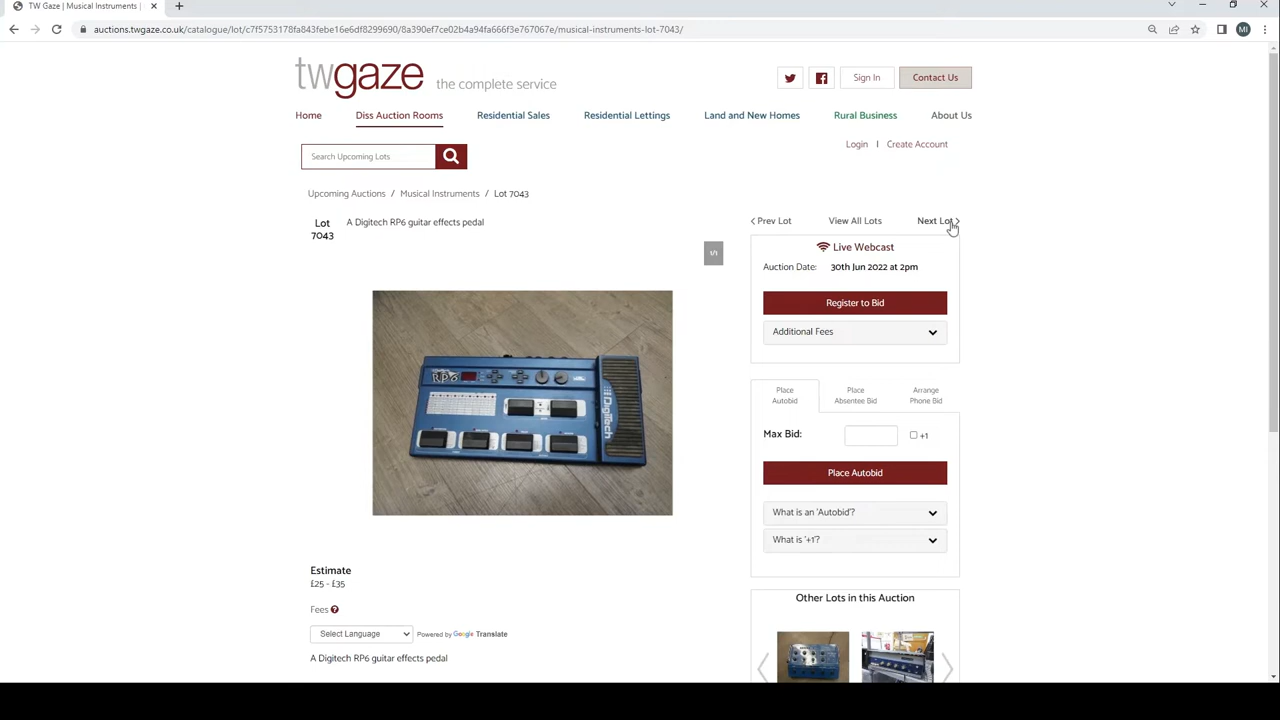 TW Gaze | Musical Instruments |
auctions.twgaze.co.uk/catalogue/lot/c7f5753178fa843febe16e6df8299690/8a390ef7ce02b4a94fa666f3e767067e/musical-instruments-lot-7043/
MI
twgaze the complete service
Sign In
Contact Us
Home
Diss Auction Rooms
Residential Sales
Residential Lettings
Land and New Homes
Rural Business
About Us
Login | Create Account
Search Upcoming Lots
Upcoming Auctions / Musical Instruments / Lot 7043
Lot
7043
A Digitech RP6 guitar effects pedal
1/1
RP6
DigiTech
Estimate
£25 - £35
Fees
Select Language
Powered by Google Translate
A Digitech RP6 guitar effects pedal
< Prev Lot
View All Lots
Next Lot >
Live Webcast
Auction Date: 30th Jun 2022 at 2pm
Register to Bid
Additional Fees
Place
Autobid
Place
Absentee Bid
Arrange
Phone Bid
Max Bid:
+1
Place Autobid
What is an 'Autobid'?
What is '+1'?
Other Lots in this Auction